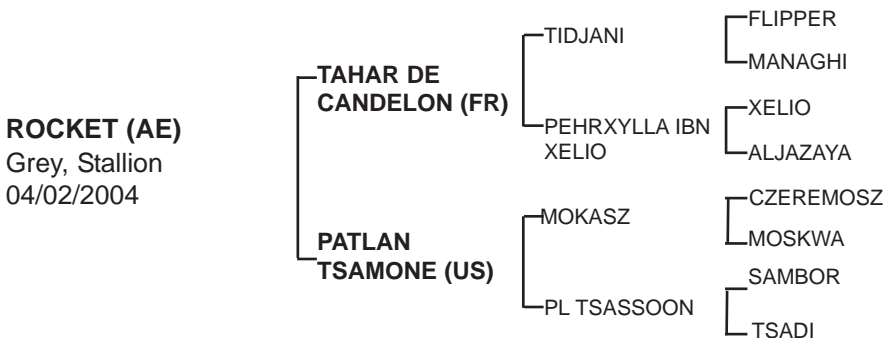 ROCKET (AE)
Grey, Stallion
04/02/2004
TAHAR DE
CANDELON (FR)
PATLAN
TSAMONE (US)
TIDJANI
PEHRXYLLA IBN
XELIO
MOKASZ
PL TSASSOON
FLIPPER
MANAGHI
XELIO
ALJAZAYA
CZEREMOSZ
MOSKWA
SAMBOR
TSADI